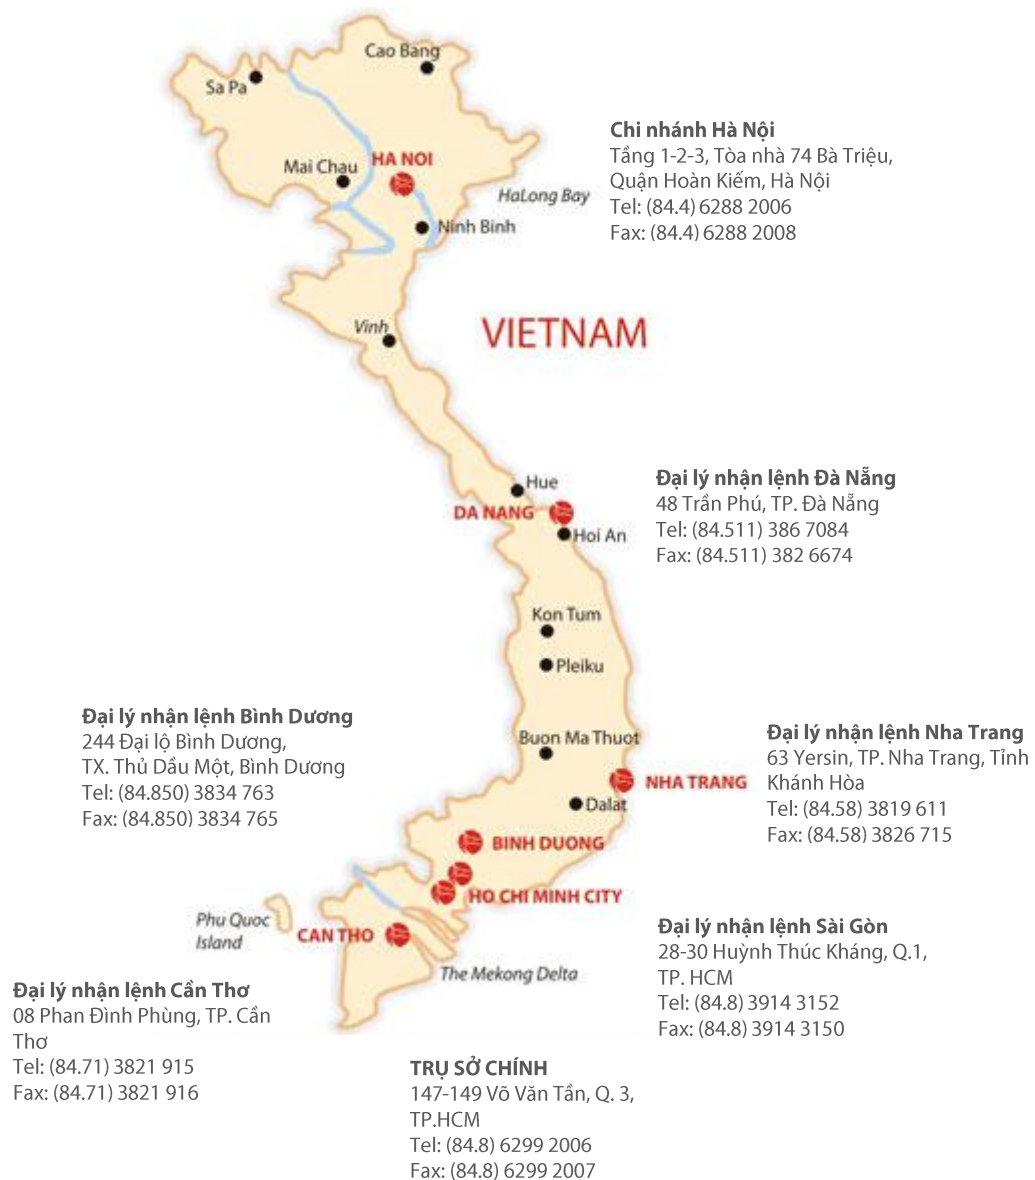 Cao Bang
Sa Pa
Mai Chau
HA NOI
HaLong Bay
Ninh Binh
Chi nhánh Hà Nội
Tầng 1-2-3, Tòa nhà 74 Bà Triệu,
Quận Hoàn Kiếm, Hà Nội
Tel: (84.4) 6288 2006
Fax: (84.4) 6288 2008
Vinh
VIETNAM
Hue
DA NANG
Hoi An
Đại lý nhận lệnh Đà Nẵng
48 Trần Phú, TP. Đà Nẵng
Tel: (84.511) 386 7084
Fax: (84.511) 382 6674
Kon Tum
Pleiku
Buon Ma Thuot
NHA TRANG
Dalat
Đại lý nhận lệnh Bình Dương
244 Đại lộ Bình Dương,
TX. Thủ Dầu Một, Bình Dương
Tel: (84.850) 3834 763
Fax: (84.850) 3834 765
Đại lý nhận lệnh Nha Trang
63 Yersin, TP. Nha Trang, Tỉnh
Khánh Hòa
Tel: (84.58) 3819 611
Fax: (84.58) 3826 715
BINH DUONG
HO CHI MINH CITY
Phu Quoc
Island
CAN THO
The Mekong Delta
Đại lý nhận lệnh Sài Gòn
28-30 Huỳnh Thúc Kháng, Q.1,
TP. HCM
Tel: (84.8) 3914 3152
Fax: (84.8) 3914 3150
Đại lý nhận lệnh Cần Thơ
08 Phan Đình Phùng, TP. Cần
Thơ
Tel: (84.71) 3821 915
Fax: (84.71) 3821 916
TRỤ SỞ CHÍNH
147-149 Võ Văn Tần, Q. 3,
TP.HCM
Tel: (84.8) 6299 2006
Fax: (84.8) 6299 2007